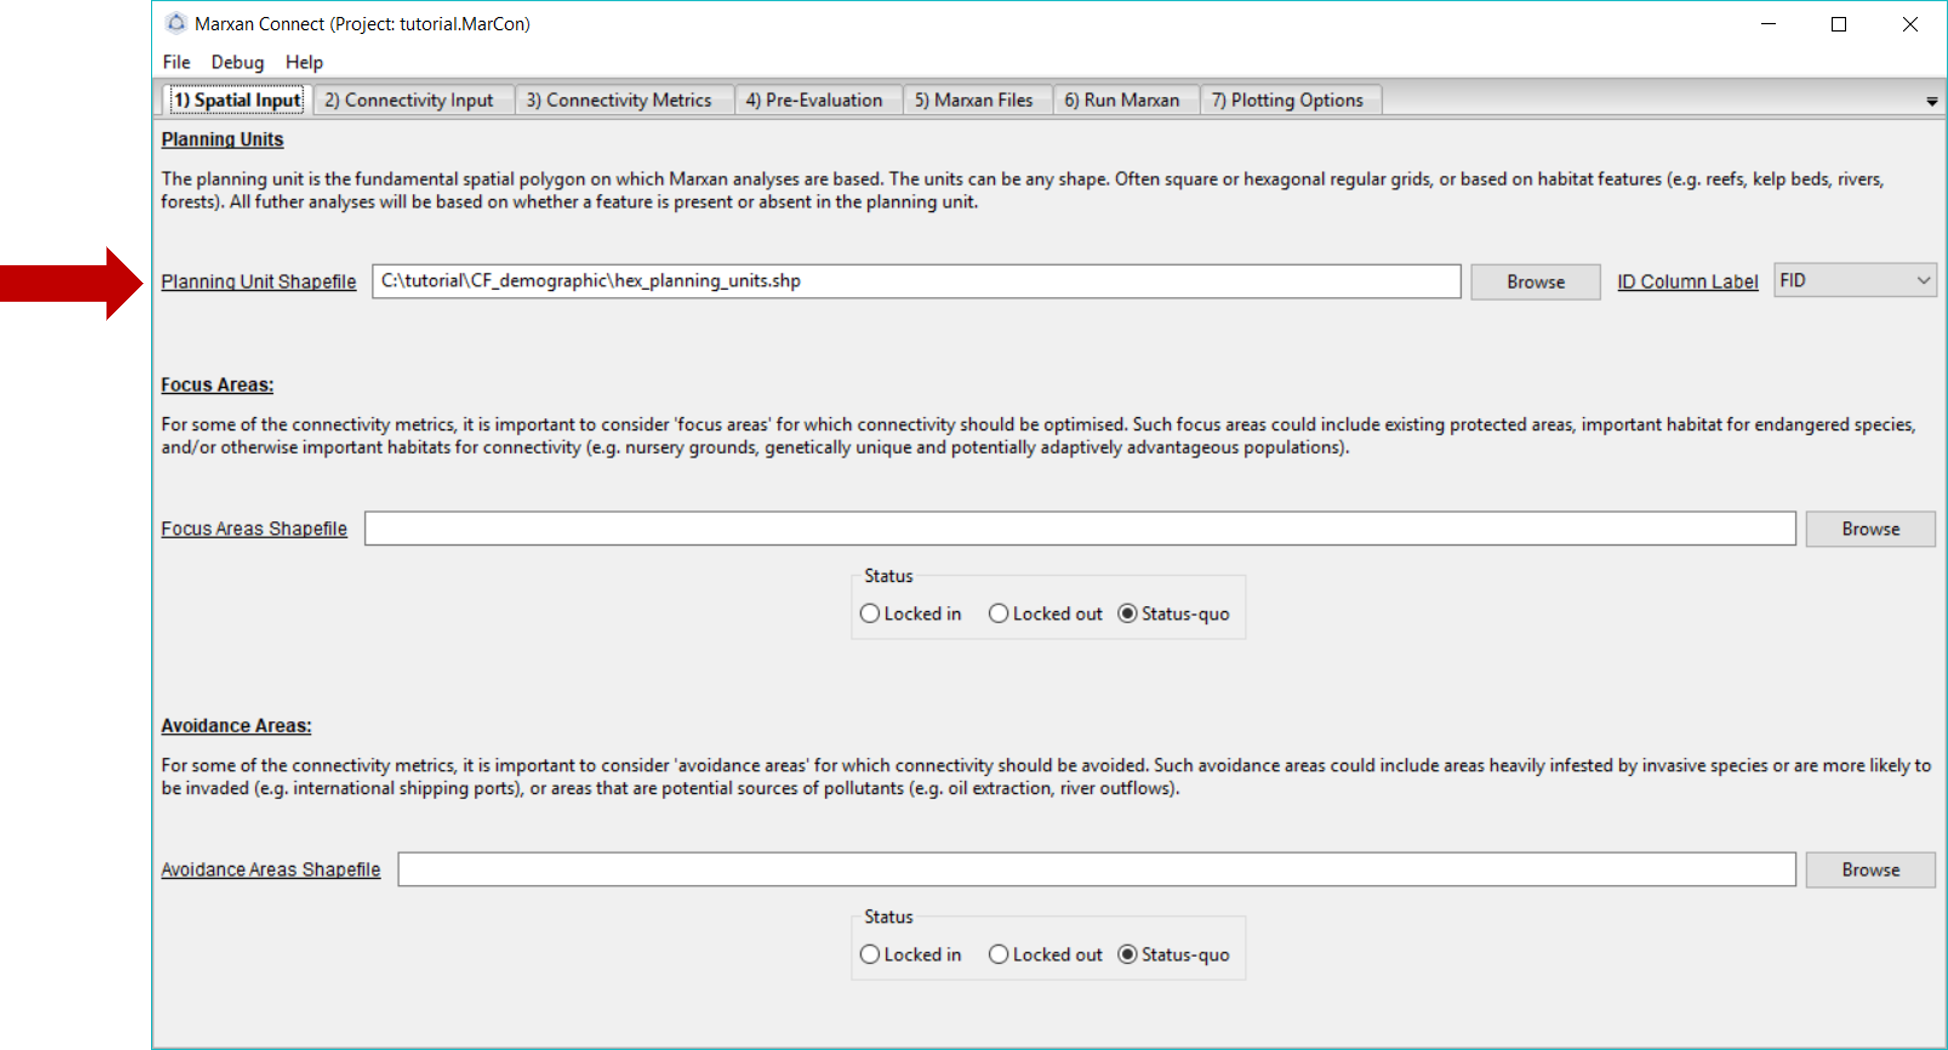 Marxan Connect (Project: tutorial.MarCon)
File Debug Help
1) Spatial Input 2) Connectivity Input 3) Connectivity Metrics 4) Pre-Evaluation 5) Marxan Files 6) Run Marxan 7) Plotting Options
Planning Units
The planning unit is the fundamental spatial polygon on which Marxan analyses are based. The units can be any shape. Often square or hexagonal regular grids, or based on habitat features (e.g. reefs, kelp beds, rivers,
forests). All futher analyses will be based on whether a feature is present or absent in the planning unit.
Planning Unit Shapefile C:\tutorial\CF_demographic\hex_planning_units.shp Browse ID Column Label FID
Focus Areas:
For some of the connectivity metrics, it is important to consider 'focus areas' for which connectivity should be optimised. Such focus areas could include existing protected areas, important habitat for endangered species,
and/or otherwise important habitats for connectivity (e.g. nursery grounds, genetically unique and potentially adaptively advantageous populations).
Focus Areas Shapefile Browse
Status
Locked in Locked out Status-quo
Avoidance Areas:
For some of the connectivity metrics, it is important to consider 'avoidance areas' for which connectivity should be avoided. Such avoidance areas could include areas heavily infested by invasive species or are more likely to
be invaded (e.g. international shipping ports), or areas that are potential sources of pollutants (e.g. oil extraction, river outflows).
Avoidance Areas Shapefile Browse
Status
Locked in Locked out Status-quo